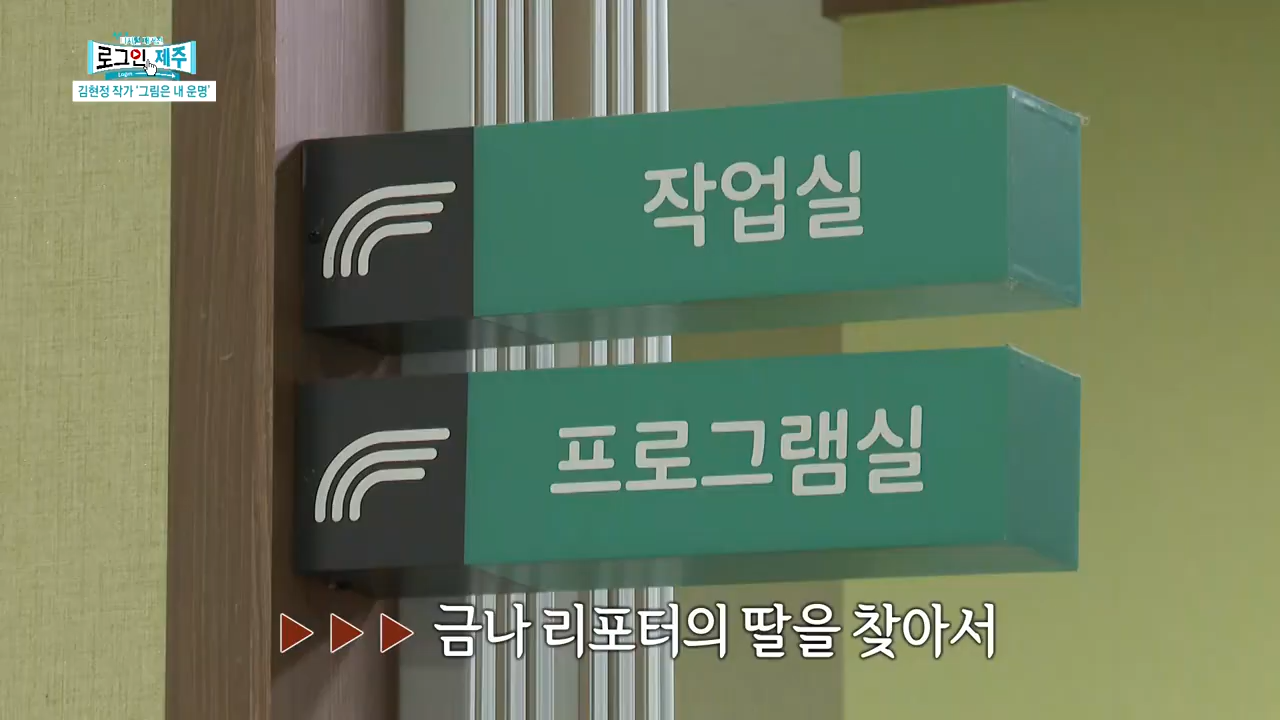 로그인 제주
Login
김현정 작가 '그림은 내 운명'
작업실
프로그램실
금나 리포터의 딸을 찾아서